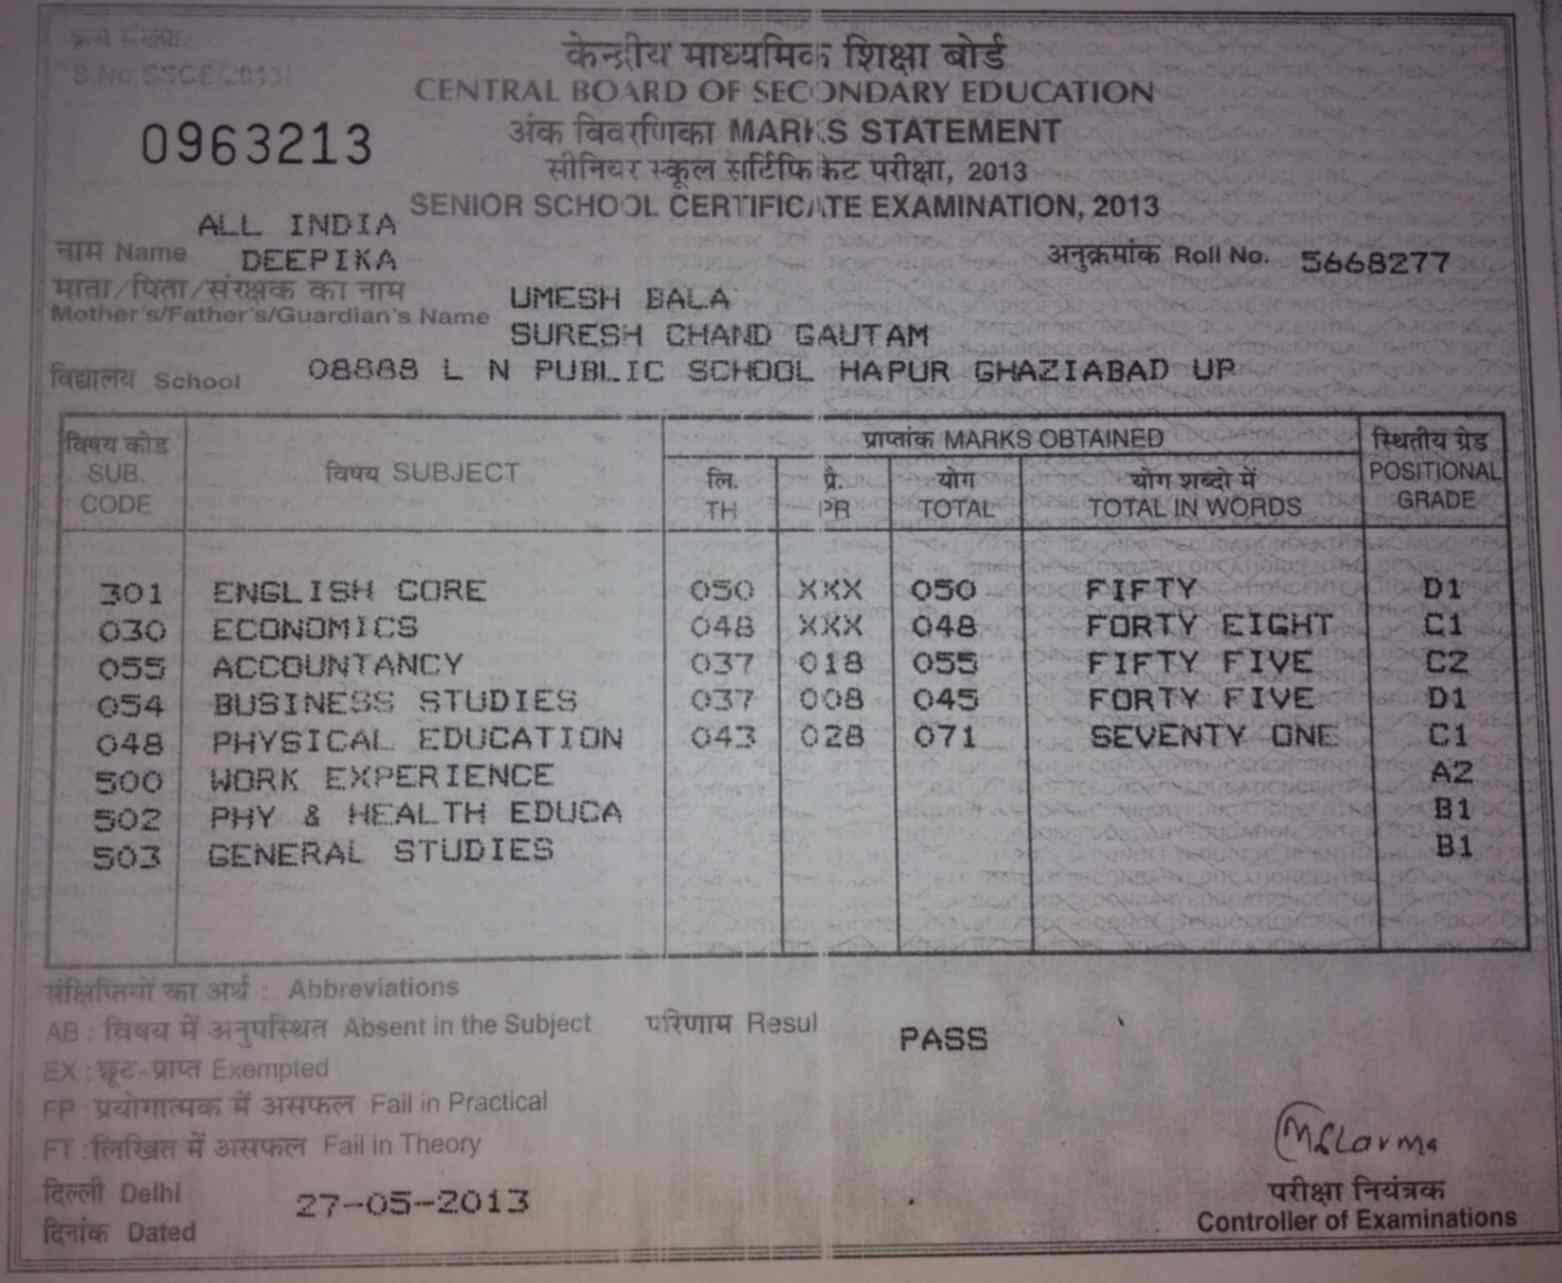 क्रम संख्या
S.No.SSCE/2013/
केन्द्रीय माध्यमिक शिक्षा बोर्ड
CENTRAL BOARD OF SECONDARY EDUCATION
0963213
अंक विवरणिका MARKS STATEMENT
सीनियर स्कूल सर्टिफिकेट परीक्षा, 2013
SENIOR SCHOOL CERTIFICATE EXAMINATION, 2013
ALL INDIA
नाम Name DEEPIKA अनुक्रमांक Roll No. 5668277
माता/पिता/संरक्षक का नाम UMESH BALA
Mother's/Father's/Guardian's Name
SURESH CHAND GAUTAM
विद्यालय School 08888 L N PUBLIC SCHOOL HAPUR GHAZIABAD UP
विषय कोड SUB. CODE विषय SUBJECT प्राप्तांक MARKS OBTAINED स्थितीय ग्रेड POSITIONAL GRADE
लि. TH प्रै. PR योग TOTAL योग शब्दो में TOTAL IN WORDS
301 ENGLISH CORE 050 XXX 050 FIFTY D1
030 ECONOMICS 048 XXX 048 FORTY EIGHT C1
055 ACCOUNTANCY 037 018 055 FIFTY FIVE C2
054 BUSINESS STUDIES 037 008 045 FORTY FIVE D1
048 PHYSICAL EDUCATION 043 028 071 SEVENTY ONE C1
500 WORK EXPERIENCE A2
502 PHY & HEALTH EDUCA B1
503 GENERAL STUDIES B1
संक्षिप्तियों का अर्थ : Abbreviations
AB : विषय में अनुपस्थित Absent in the Subject परिणाम Resul PASS
EX : छूट-प्राप्त Exempted
FP : प्रयोगात्मक में असफल Fail in Practical
FT : लिखित में असफल Fail in Theory
दिल्ली Delhi
दिनांक Dated 27-05-2013
परीक्षा नियंत्रक
Controller of Examinations